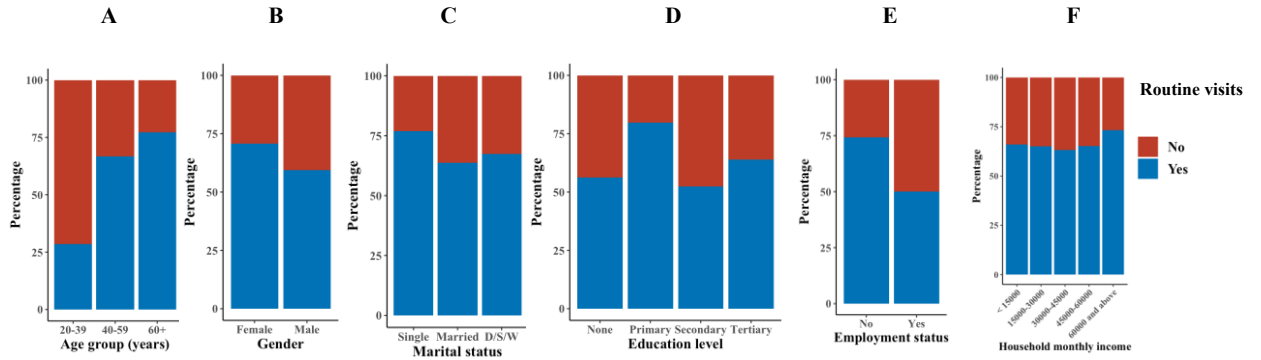 A B C D E F
Percentage
100
75
50
25
0
20-39 40-59 60+
Age group (years)
Percentage
100
75
50
25
0
Female Male
Gender
Percentage
100
75
50
25
0
Single Married D/S/W
Marital status
Percentage
100
75
50
25
0
None Primary Secondary Tertiary
Education level
Percentage
100
75
50
25
0
No Yes
Employment status
Percentage
100
75
50
25
0
< 15000
15000-30000
30000-45000
45000-60000
60000 and above
Household monthly income
Routine visits
No
Yes